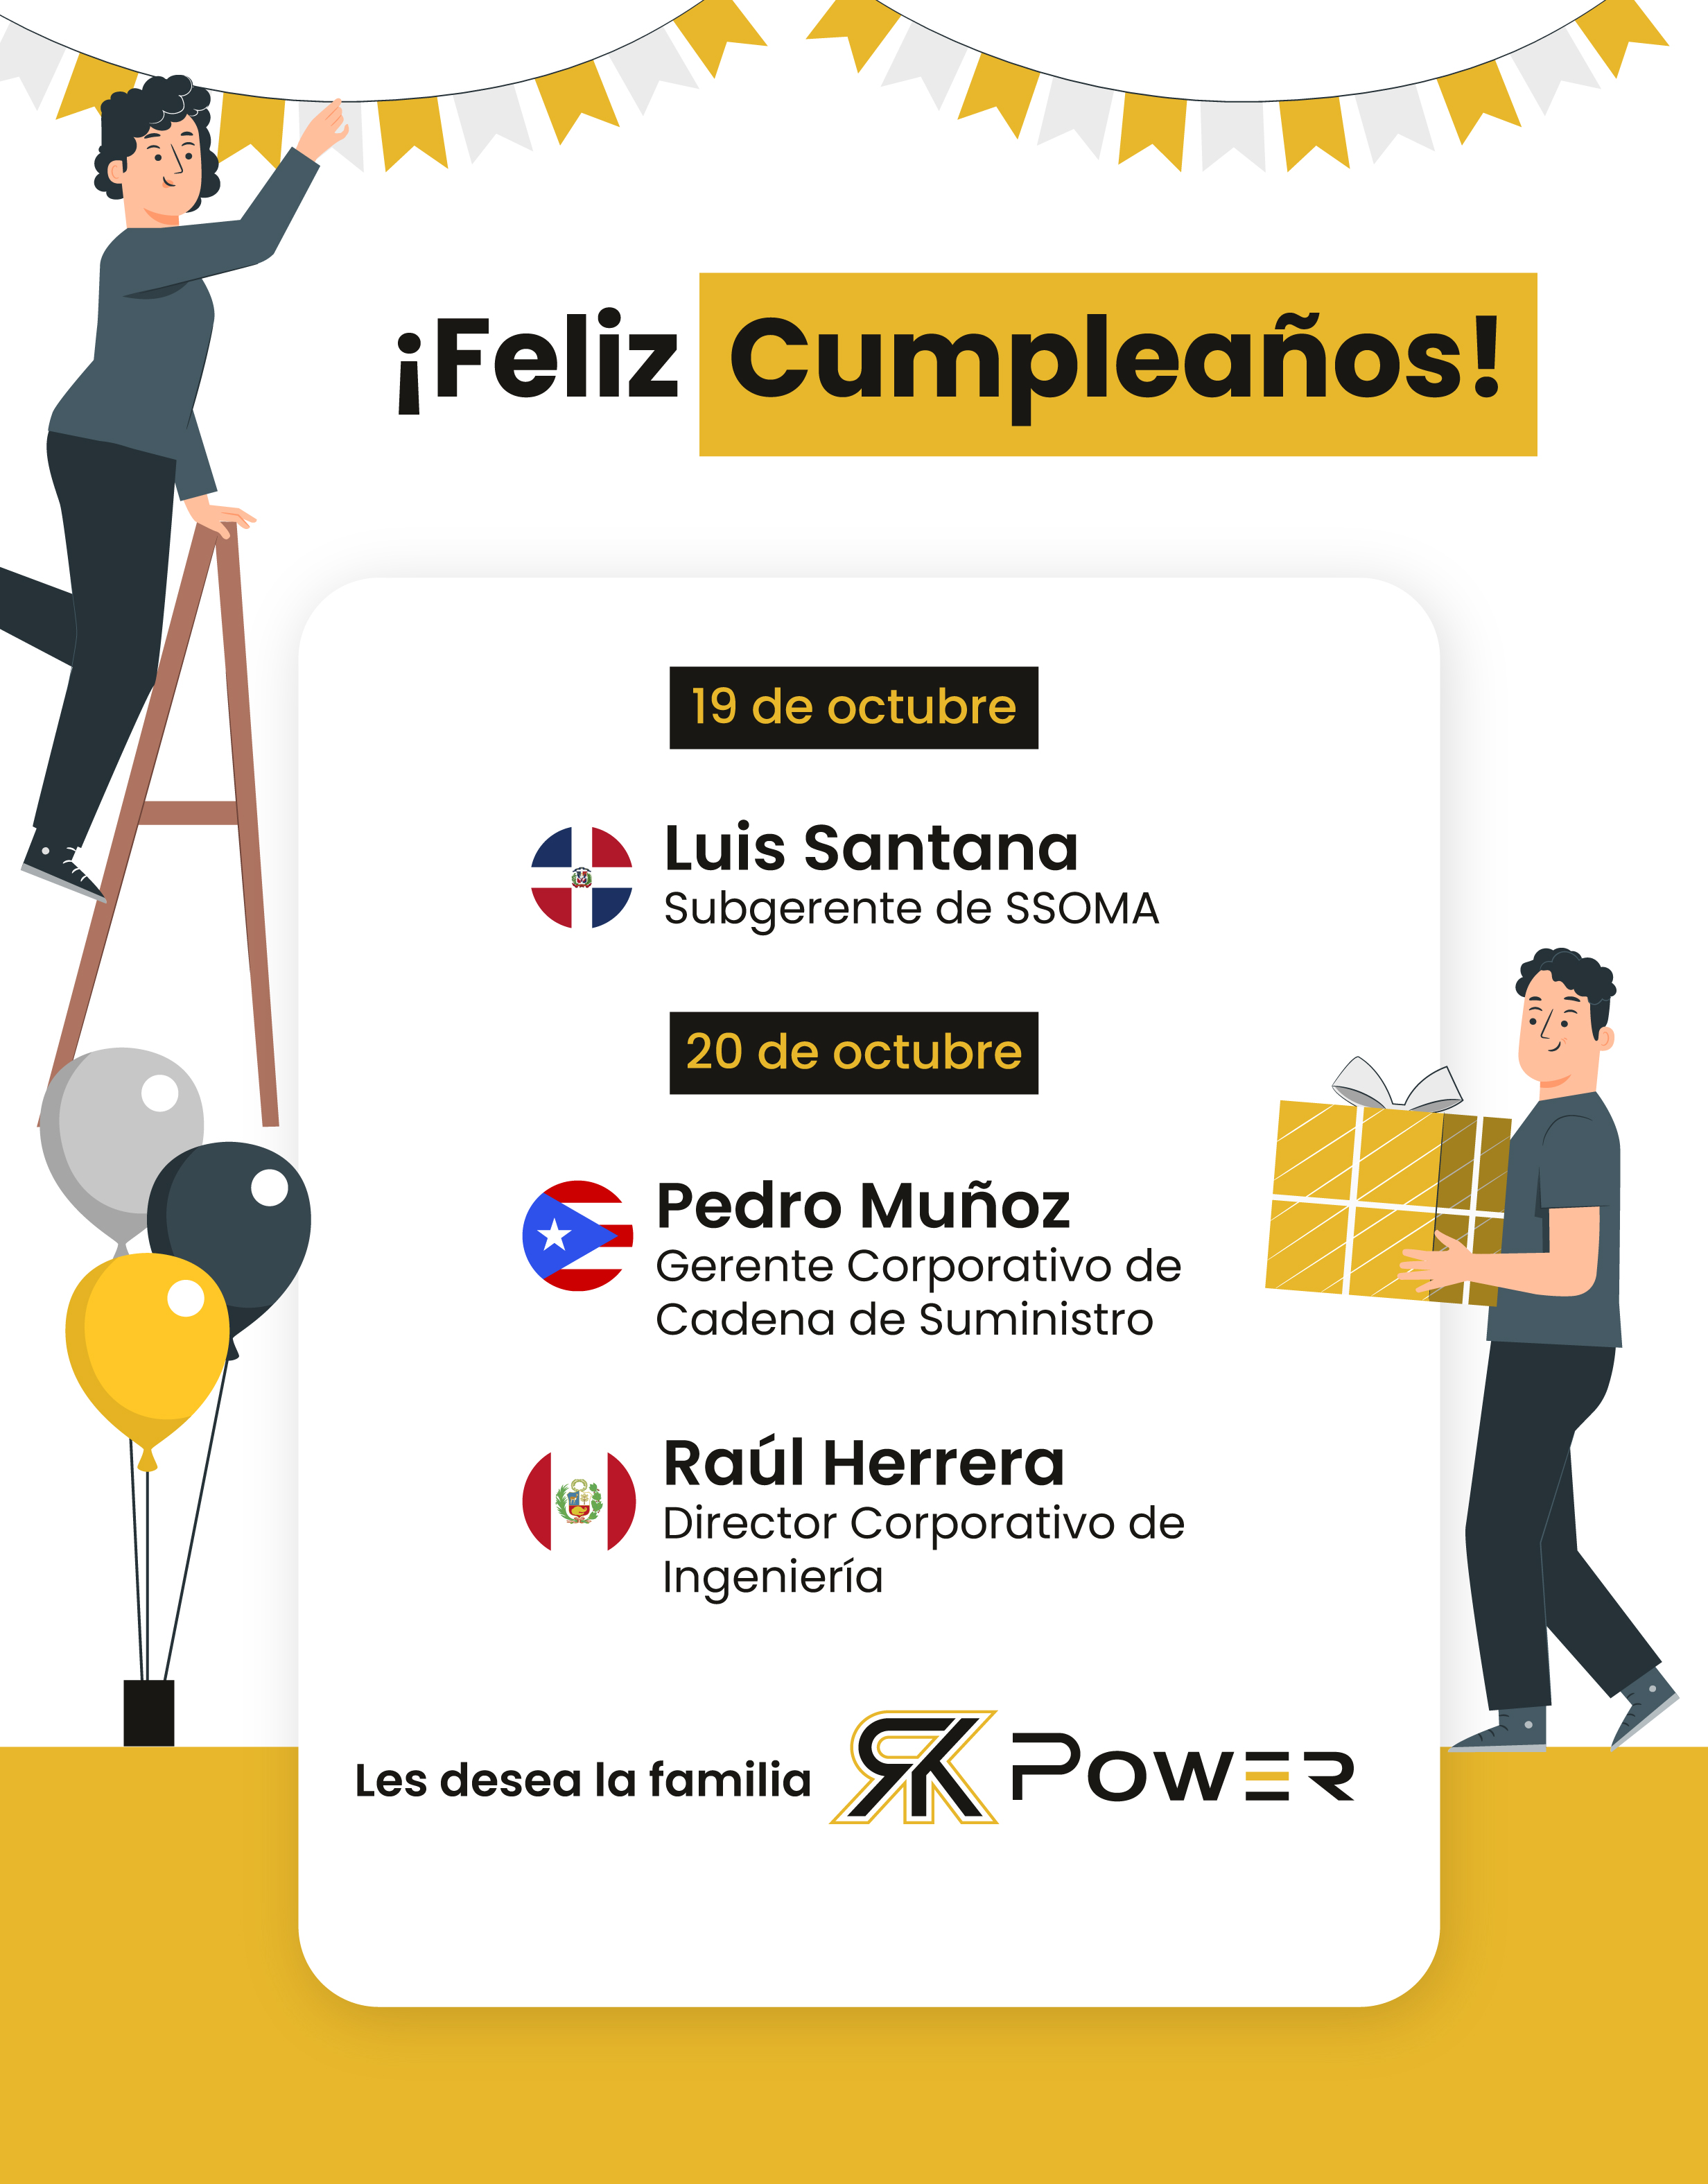 ¡Feliz Cumpleaños!
19 de octubre
Luis Santana
Subgerente de SSOMA
20 de octubre
Pedro Muñoz
Gerente Corporativo de
Cadena de Suministro
Raúl Herrera
Director Corporativo de
Ingeniería
Les desea la familia RK POWER